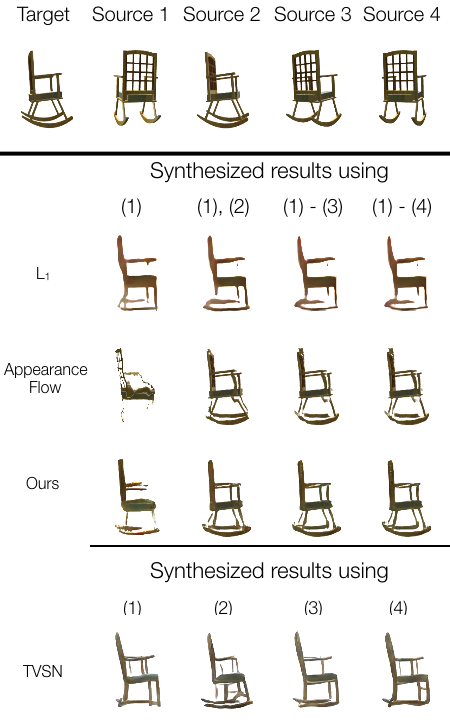 Target Source 1 Source 2 Source 3 Source 4
Synthesized results using
(1) (1), (2) (1) - (3) (1) - (4)
L₁
Appearance
Flow
Ours
Synthesized results using
(1) (2) (3) (4)
TVSN